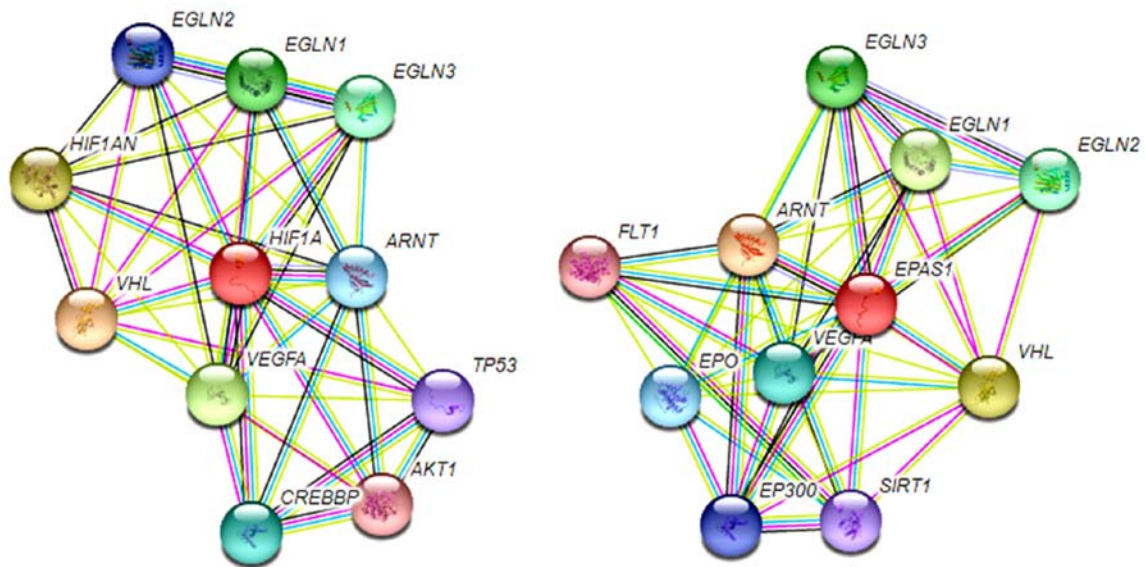 EGLN2
EGLN1
EGLN3
HIF1AN
HIF1A
ARNT
VHL
VEGFA
TP53
AKT1
CREBBP
EGLN3
EGLN1
EGLN2
ARNT
FLT1
EPAS1
VEGFA
VHL
EPO
EP300
SIRT1